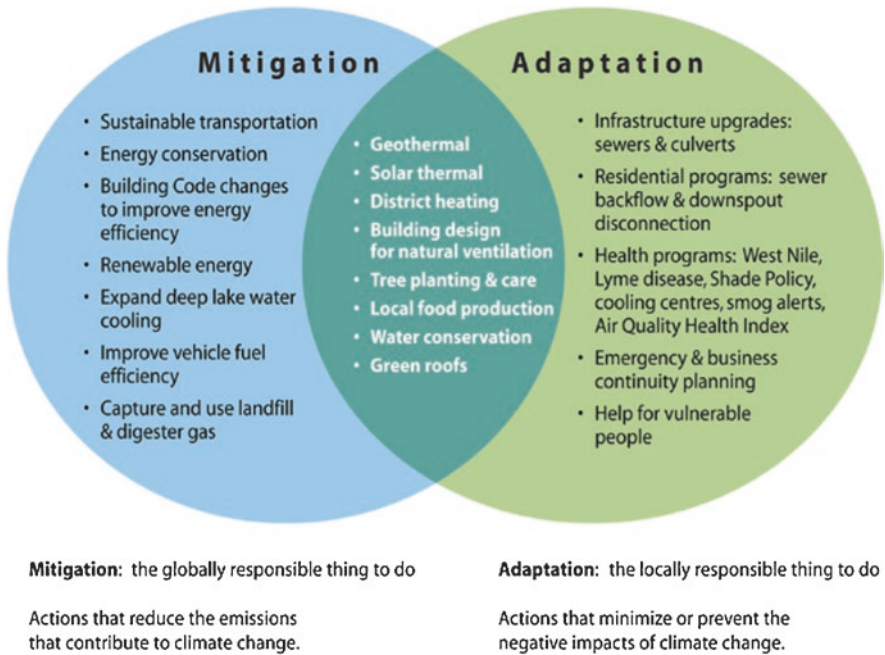 Mitigation
• Sustainable transportation
• Energy conservation
• Building Code changes
to improve energy
efficiency
• Renewable energy
• Expand deep lake water
cooling
• Improve vehicle fuel
efficiency
• Capture and use landfill
& digester gas
• Geothermal
• Solar thermal
• District heating
• Building design
for natural ventilation
• Tree planting & care
• Local food production
• Water conservation
• Green roofs
Adaptation
• Infrastructure upgrades:
sewers & culverts
• Residential programs: sewer
backflow & downspout
disconnection
• Health programs: West Nile,
Lyme disease, Shade Policy,
cooling centres, smog alerts,
Air Quality Health Index
• Emergency & business
continuity planning
• Help for vulnerable
people
Mitigation: the globally responsible thing to do
Actions that reduce the emissions
that contribute to climate change.
Adaptation: the locally responsible thing to do
Actions that minimize or prevent the
negative impacts of climate change.